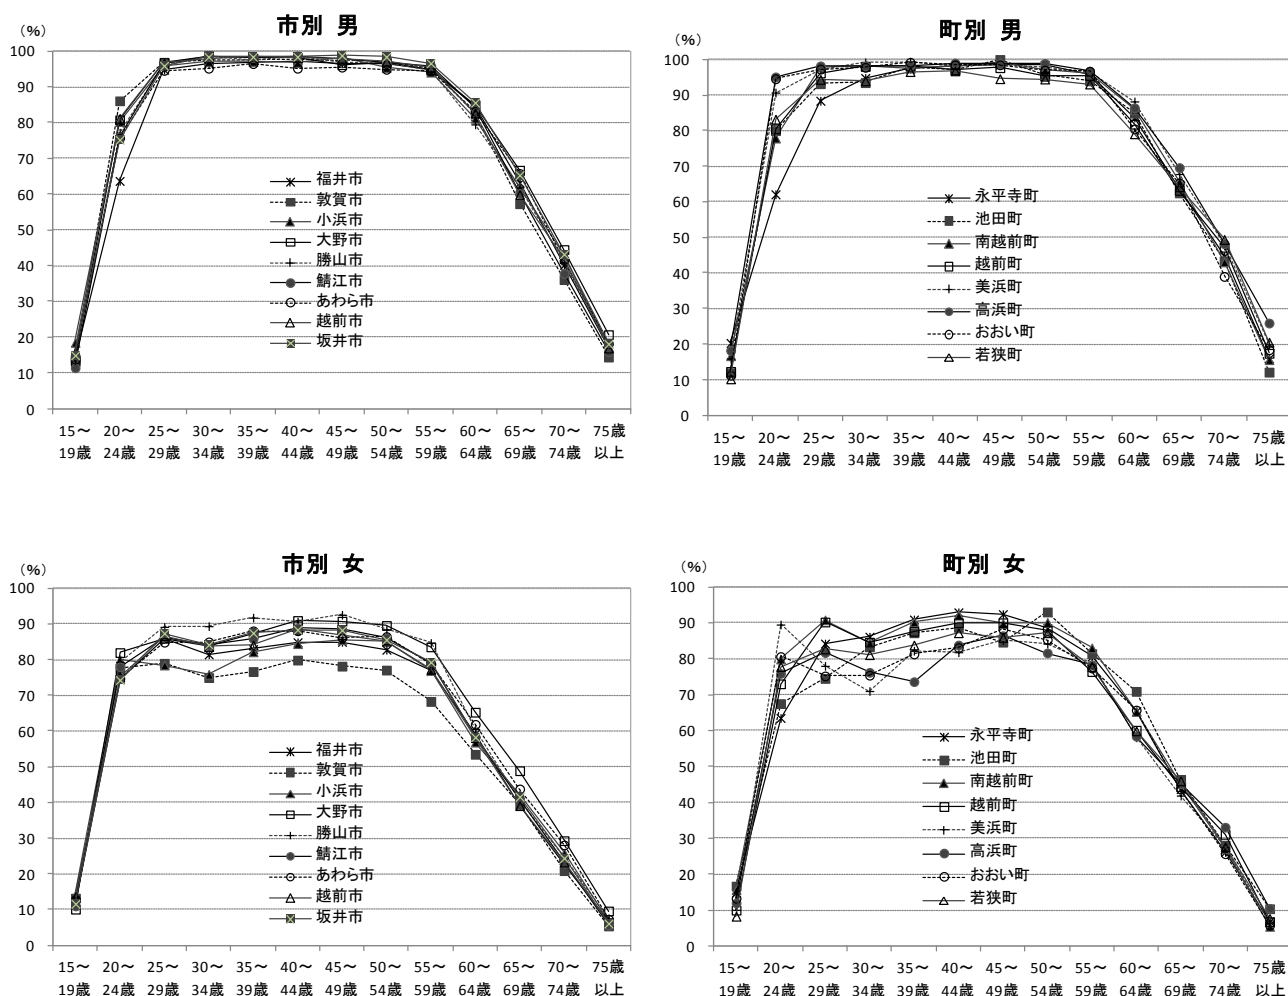 市別 男
(%)
100
90
80
70
60
50
40
30
20
10
0
福井市
敦賀市
小浜市
大野市
勝山市
鯖江市
あわら市
越前市
坂井市
15～ 20～ 25～ 30～ 35～ 40～ 45～ 50～ 55～ 60～ 65～ 70～ 75歳
19歳 24歳 29歳 34歳 39歳 44歳 49歳 54歳 59歳 64歳 69歳 74歳 以上
町別 男
(%)
100
90
80
70
60
50
40
30
20
10
0
永平寺町
池田町
南越前町
越前町
美浜町
高浜町
おおい町
若狭町
15～ 20～ 25～ 30～ 35～ 40～ 45～ 50～ 55～ 60～ 65～ 70～ 75歳
19歳 24歳 29歳 34歳 39歳 44歳 49歳 54歳 59歳 64歳 69歳 74歳 以上
市別 女
(%)
100
90
80
70
60
50
40
30
20
10
0
福井市
敦賀市
小浜市
大野市
勝山市
鯖江市
あわら市
越前市
坂井市
15～ 20～ 25～ 30～ 35～ 40～ 45～ 50～ 55～ 60～ 65～ 70～ 75歳
19歳 24歳 29歳 34歳 39歳 44歳 49歳 54歳 59歳 64歳 69歳 74歳 以上
町別 女
(%)
100
90
80
70
60
50
40
30
20
10
0
永平寺町
池田町
南越前町
越前町
美浜町
高浜町
おおい町
若狭町
15～ 20～ 25～ 30～ 35～ 40～ 45～ 50～ 55～ 60～ 65～ 70～ 75歳
19歳 24歳 29歳 34歳 39歳 44歳 49歳 54歳 59歳 64歳 69歳 74歳 以上